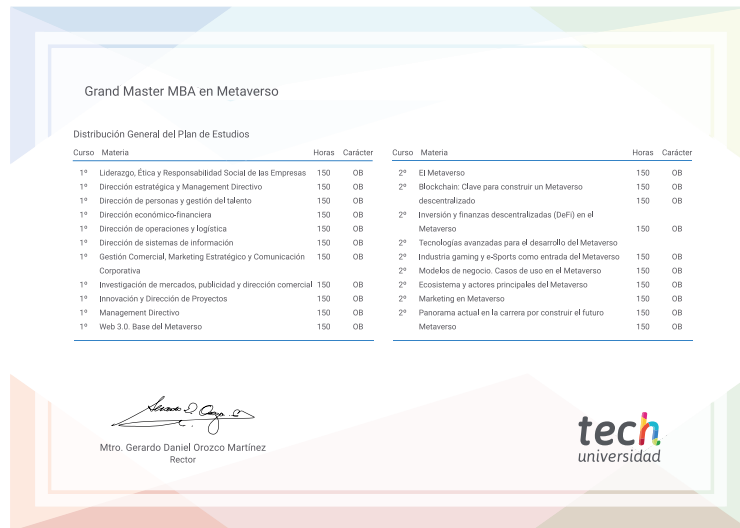 Grand Master MBA en Metaverso
Distribución General del Plan de Estudios
Curso Materia Horas Carácter
1º Liderazgo, Ética y Responsabilidad Social de las Empresas 150 OB
1º Dirección estratégica y Management Directivo 150 OB
1º Dirección de personas y gestión del talento 150 OB
1º Dirección económico-financiera 150 OB
1º Dirección de operaciones y logística 150 OB
1º Dirección de sistemas de información 150 OB
1º Gestión Comercial, Marketing Estratégico y Comunicación 150 OB
Corporativa
1º Investigación de mercados, publicidad y dirección comercial 150 OB
1º Innovación y Dirección de Proyectos 150 OB
1º Management Directivo 150 OB
1º Web 3.0. Base del Metaverso 150 OB
Curso Materia Horas Carácter
2º El Metaverso 150 OB
2º Blockchain: Clave para construir un Metaverso 150 OB
descentralizado 150 OB
2º Inversión y finanzas descentralizadas (DeFi) en el
Metaverso 150 OB
2º Tecnologías avanzadas para el desarrollo del Metaverso
2º Industria gaming y e-Sports como entrada del Metaverso 150 OB
2º Modelos de negocio. Casos de uso en el Metaverso 150 OB
2º Ecosistema y actores principales del Metaverso 150 OB
2º Marketing en Metaverso 150 OB
2º Panorama actual en la carrera por construir el futuro 150 OB
Metaverso 150 OB
Mtro. Gerardo Daniel Orozco Martínez
Rector
tech
universidad